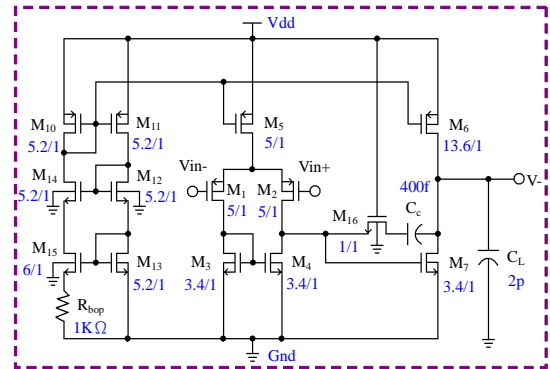 Vdd
M10
5.2/1
M11
5.2/1
M5
5/1
M6
13.6/1
M14
5.2/1
M12
5.2/1
Vin-
Vin+
M1
5/1
M2
5/1
400f
V-
M16
1/1
Cc
M15
6/1
M13
5.2/1
M3
3.4/1
M4
3.4/1
M7
3.4/1
CL
2p
Rbop
1KΩ
Gnd